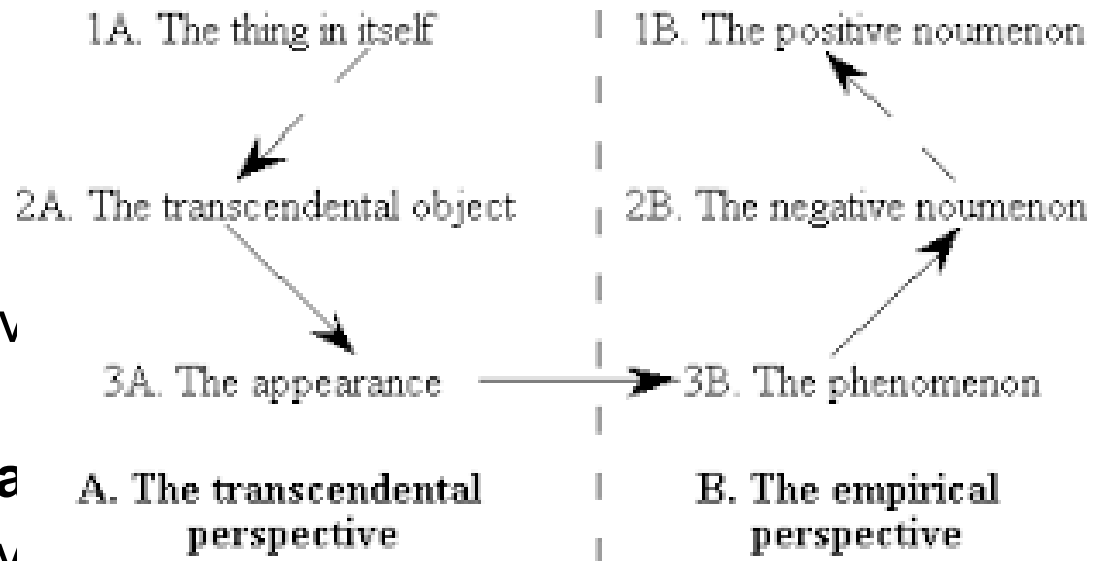 1A. The thing in itself
1B. The positive noumenon
2A. The transcendental object
2B. The negative noumenon
3A. The appearance
3B. The phenomenon
A. The transcendental
perspective
B. The empirical
perspective